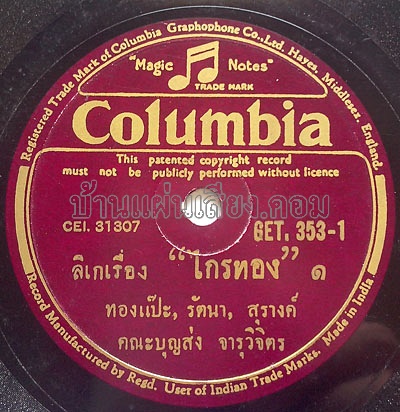 Registered Trade Mark of Columbia Graphophone Co., Ltd. Hayes, Middlesex, England.
"Magic Notes"
TRADE MARK
Columbia
This patented copyright record
must not be publicly performed without licence
บ้านแผ่นเสียง.คอม
CEI. 31307 GET. 353-1
ลิเกเรื่อง "ไกรทอง" ๑
ทองแป๊ะ, รัตนา, สุรางค์
คณะบุญส่ง จารุวิจิตร
Record Manufactured by Regd. User of Indian Trade Marks. Made in India